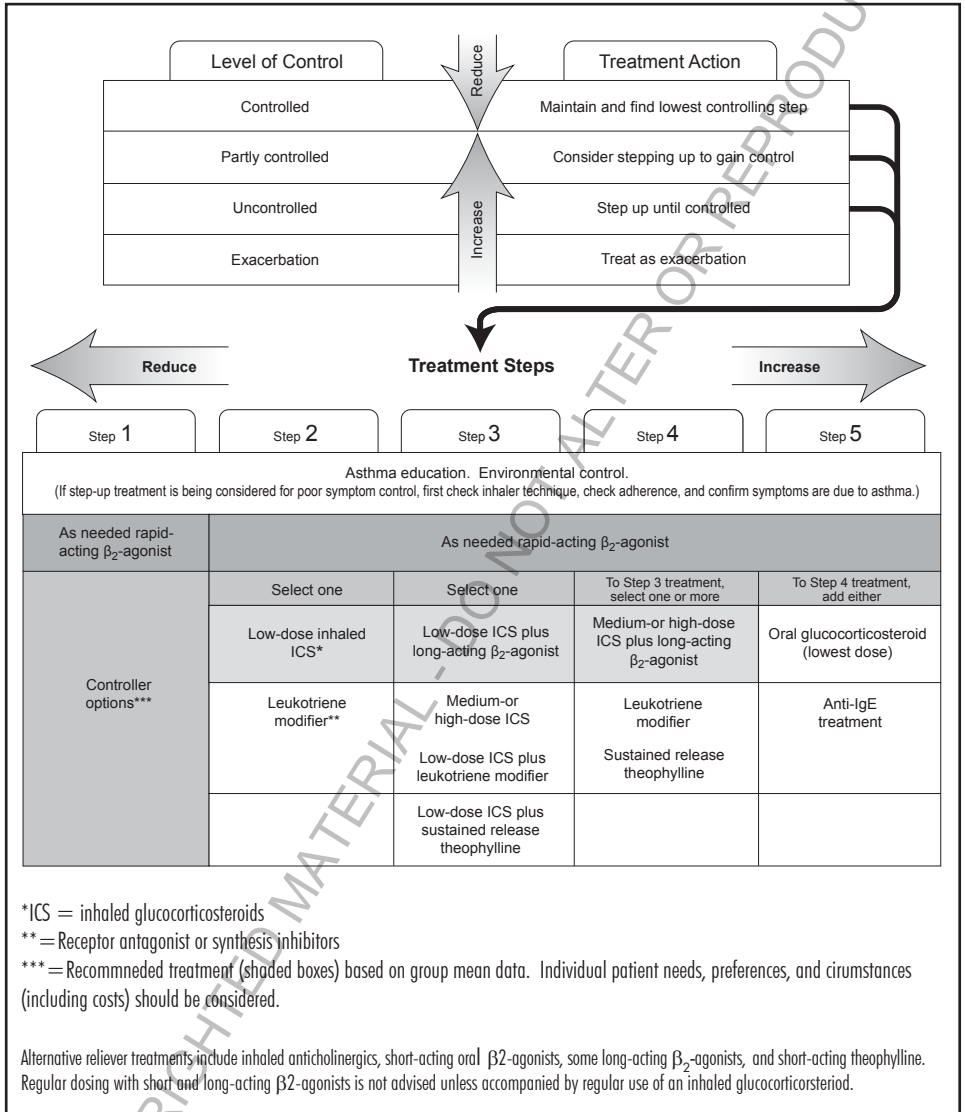 Level of Control
Reduce
Treatment Action
Controlled
Maintain and find lowest controlling step
Partly controlled
Consider stepping up to gain control
Uncontrolled
Increase
Step up until controlled
Exacerbation
Treat as exacerbation
Reduce
Treatment Steps
Increase
Step 1
Step 2
Step 3
Step 4
Step 5
Asthma education. Environmental control.
(If step-up treatment is being considered for poor symptom control, first check inhaler technique, check adherence, and confirm symptoms are due to asthma.)
As needed rapid-
acting β₂-agonist
As needed rapid-acting β₂-agonist
Controller
options***
Select one
Low-dose inhaled
ICS*
Leukotriene
modifier**
Select one
Low-dose ICS plus
long-acting β₂-agonist
Medium-or
high-dose ICS
Low-dose ICS plus
leukotriene modifier
Low-dose ICS plus
sustained release
theophylline
To Step 3 treatment,
select one or more
Medium-or high-dose
ICS plus long-acting
β₂-agonist
Leukotriene
modifier
Sustained release
theophylline
To Step 4 treatment,
add either
Oral glucocorticosteroid
(lowest dose)
Anti-IgE
treatment
*ICS = inhaled glucocorticosteroids
**=Receptor antagonist or synthesis inhibitors
***=Recommneded treatment (shaded boxes) based on group mean data. Individual patient needs, preferences, and cirumstances
(including costs) should be considered.
Alternative reliever treatments include inhaled anticholinergics, short-acting oral β2-agonists, some long-acting β₂-agonists, and short-acting theophylline.
Regular dosing with short and long-acting β2-agonists is not advised unless accompanied by regular use of an inhaled glucocorticorsteriod.
RIGHTED MATERIAL - DO NOT ALTER OR REPRODU